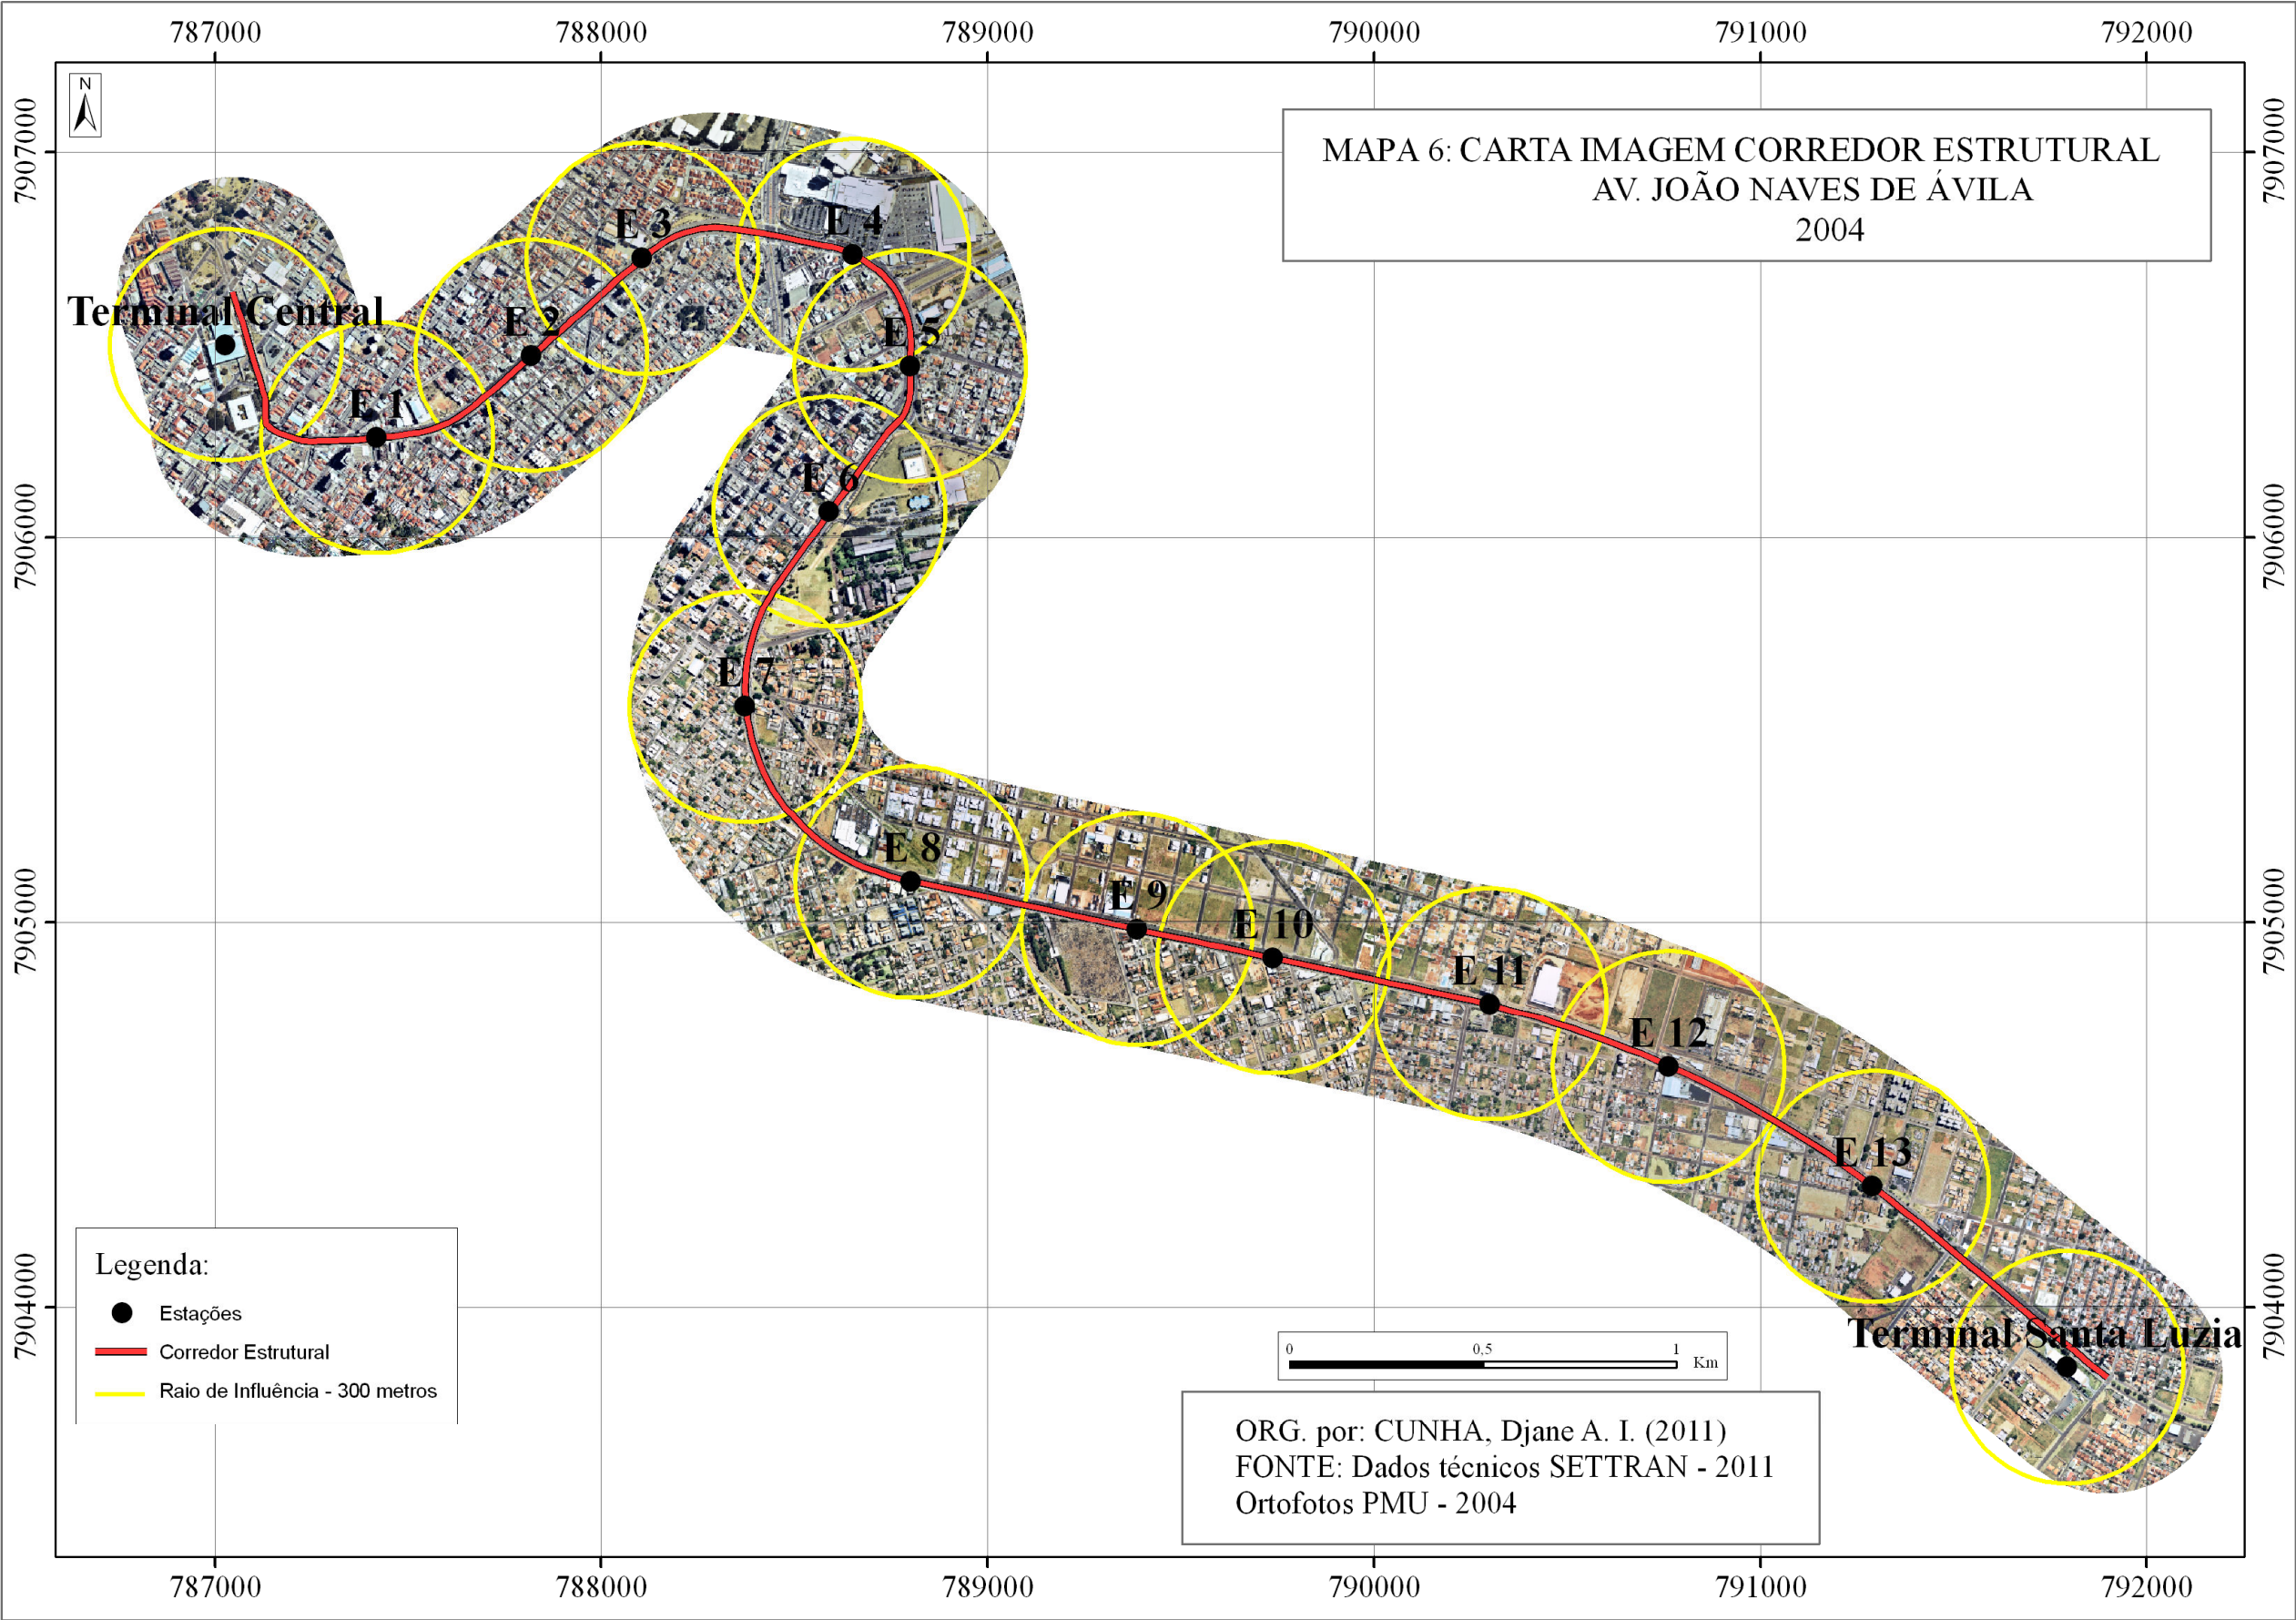 787000 788000 789000 790000 791000 792000
N
MAPA 6: CARTA IMAGEM CORREDOR ESTRUTURAL
AV. JOÃO NAVES DE ÁVILA
2004
7907000 7907000
7906000 7906000
7905000 7905000
7904000 7904000
Terminal Central
E 1
E 2
E 3
E 4
E 5
E 6
E 7
E 8
E 9
E 10
E 11
E 12
E 13
Terminal Santa Luzia
Legenda:
Estações
Corredor Estrutural
Raio de Influência - 300 metros
0 0,5 1
Km
ORG. por: CUNHA, Djane A. I. (2011)
FONTE: Dados técnicos SETTRAN - 2011
Ortofotos PMU - 2004
787000 788000 789000 790000 791000 792000